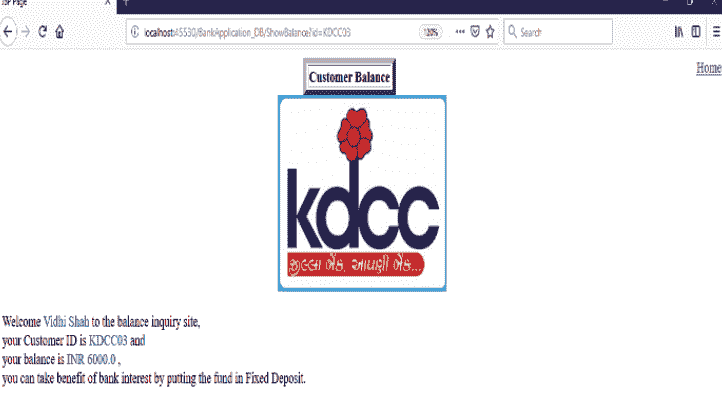 JSP Page
localhost:45530/BankApplication_DB/ShowBalance?id=KDCC03
120%
Search
Customer Balance
Home
kdcc
જીલ્લા બેંક, આપણી બેંક...
Welcome Vidhi Shah to the balance inquiry site,
your Customer ID is KDCC03 and
your balance is INR 6000.0 ,
you can take benefit of bank interest by putting the fund in Fixed Deposit.